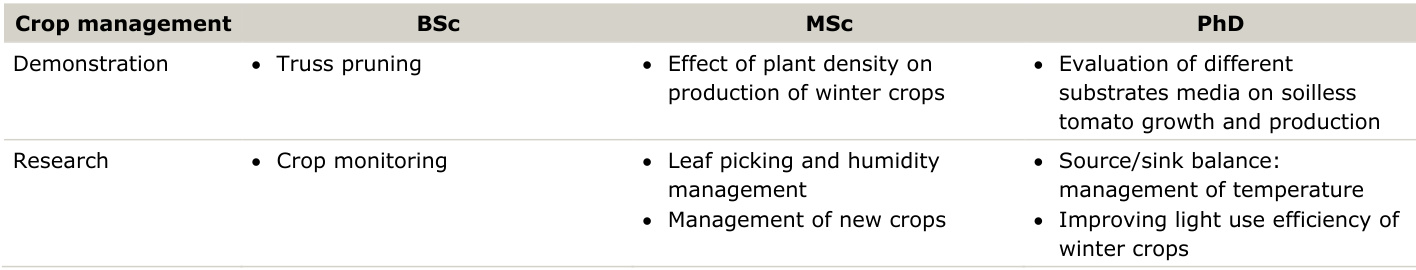 Crop management BSc MSc PhD
Demonstration • Truss pruning • Effect of plant density on • Evaluation of different
production of winter crops substrates media on soilless
tomato growth and production
Research • Crop monitoring • Leaf picking and humidity • Source/sink balance:
management management of temperature
• Management of new crops • Improving light use efficiency of
winter crops